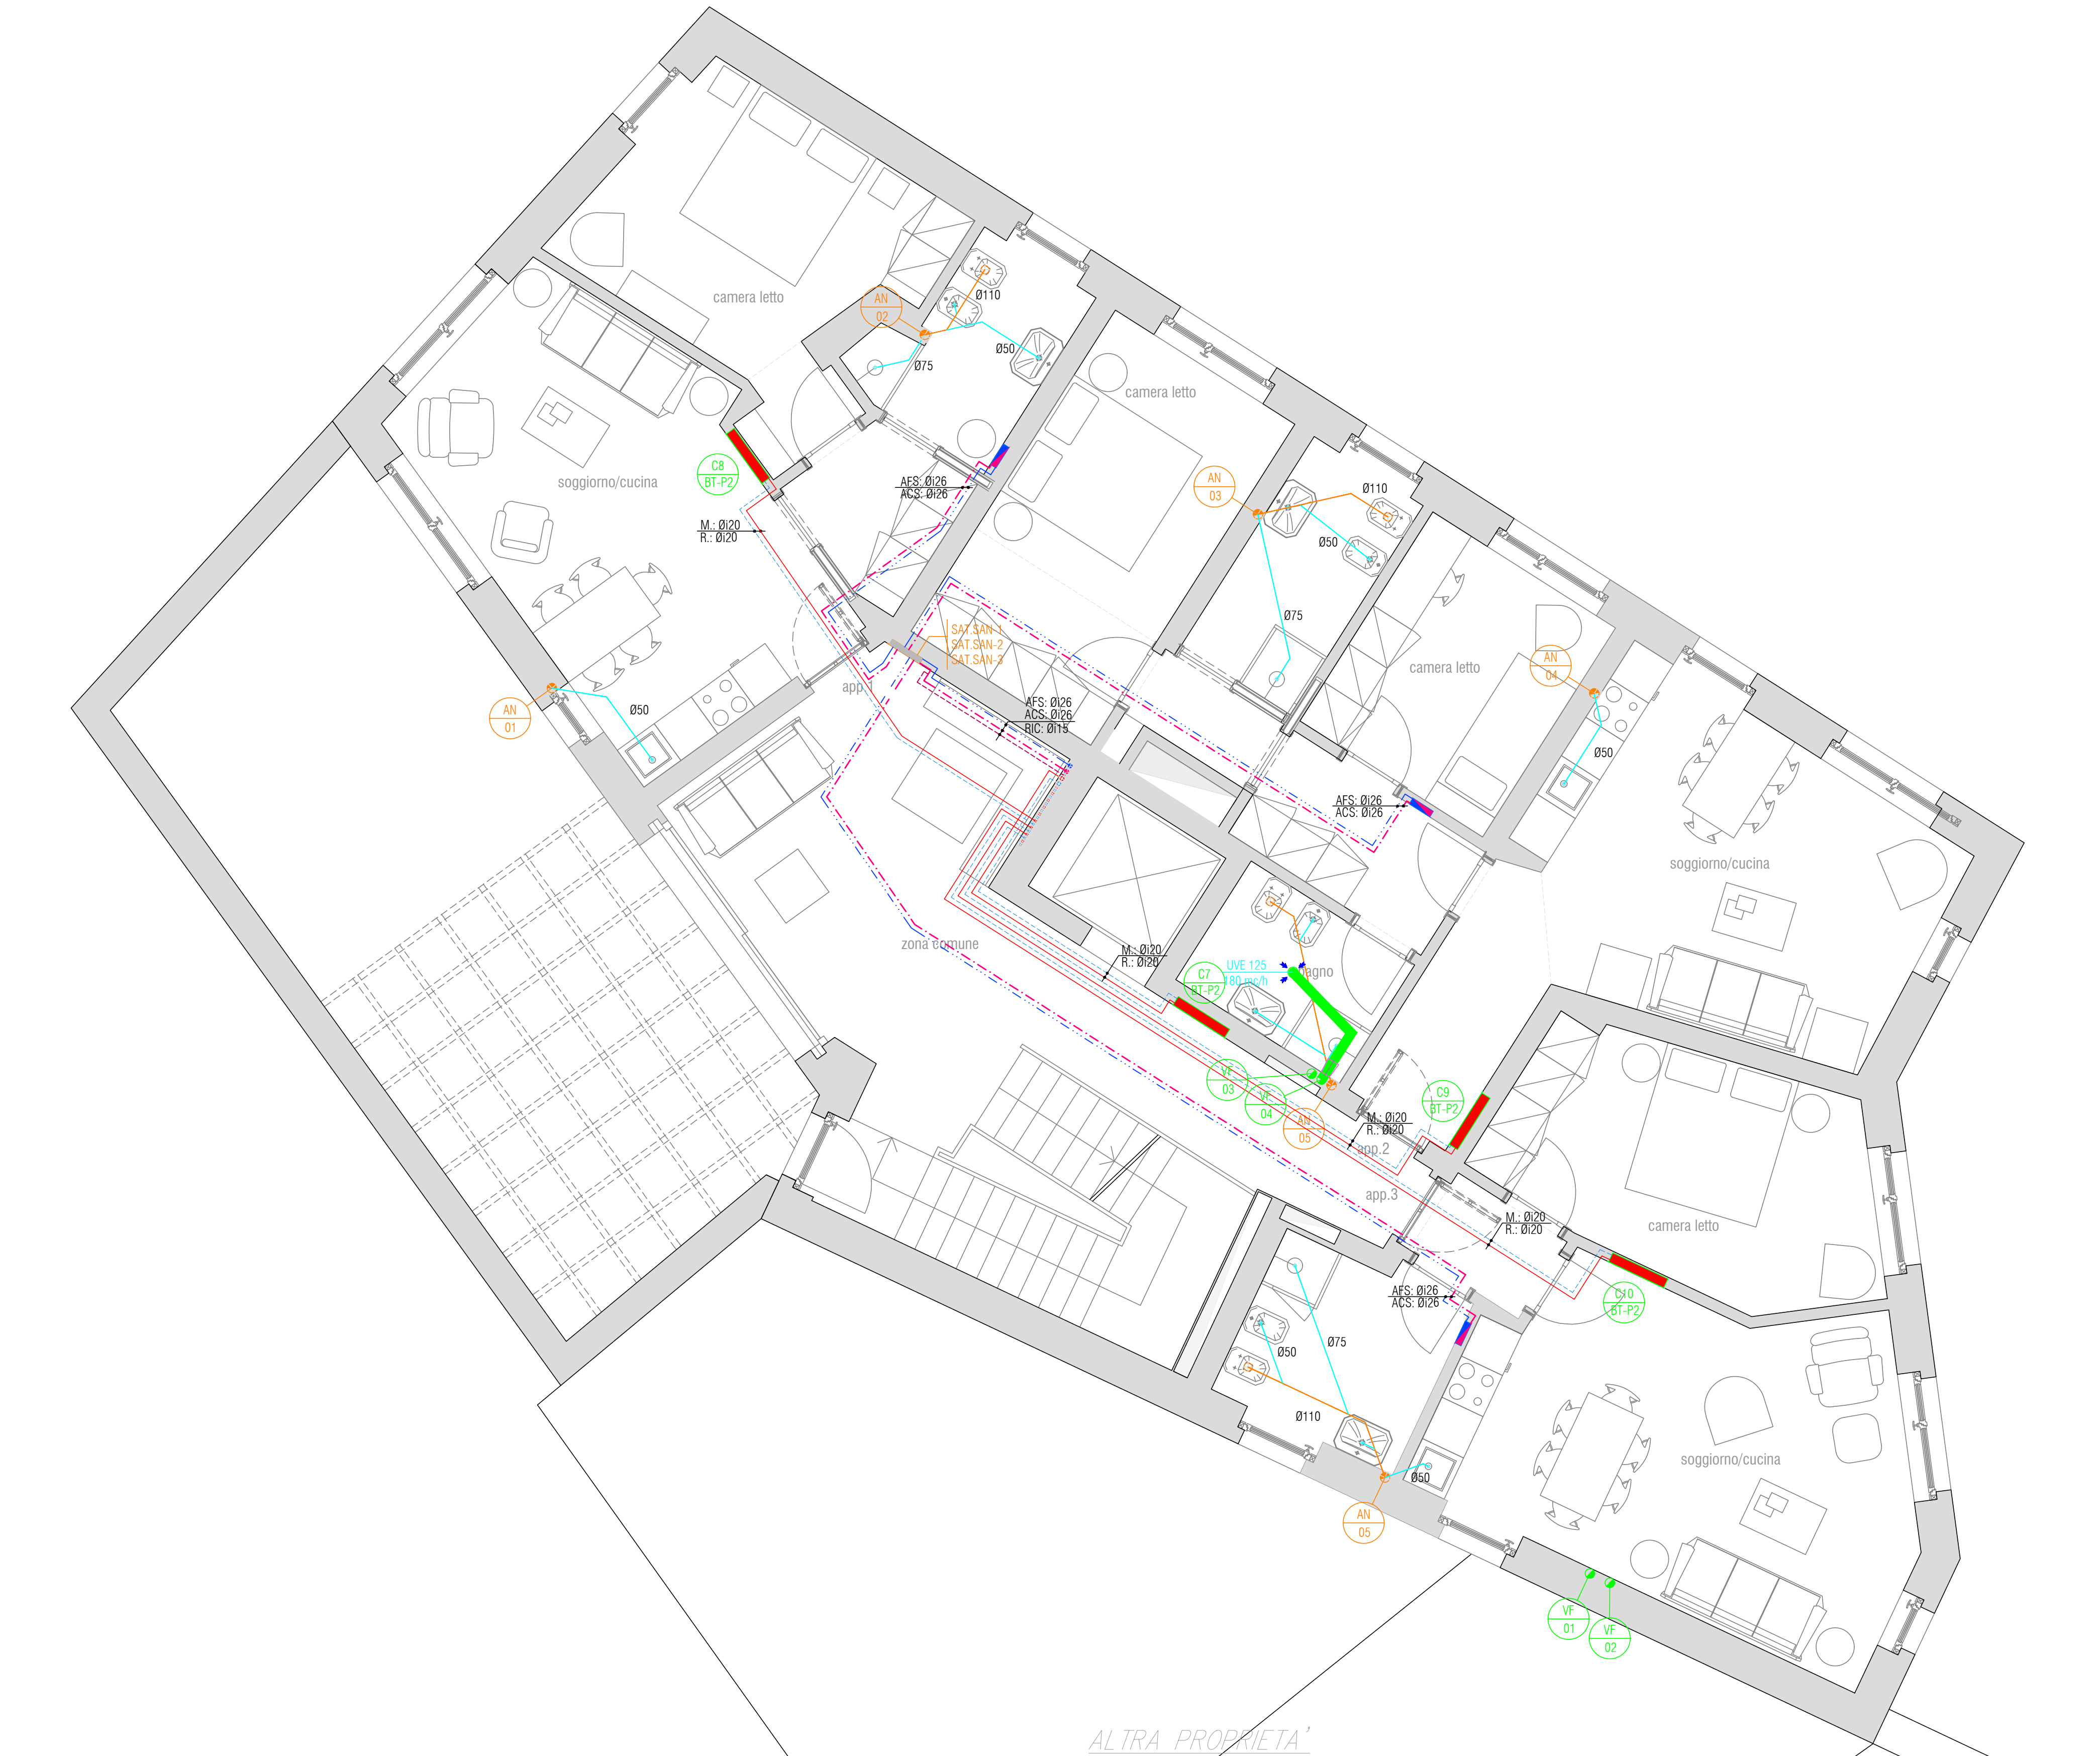 camera letto
AN
02
Ø110
Ø50
Ø75
camera letto
C8
BT-P2
soggiorno/cucina
AFS: Øi26
ACS: Øi26
M.: Øi20
R.: Øi20
AN
03
Ø110
Ø50
Ø75
SAT.SAN-1
SAT.SAN-2
SAT.SAN-3
app.1
AN
01
Ø50
AFS: Øi26
ACS: Øi26
RIC: Øi15
camera letto
AN
04
Ø50
AFS: Øi26
ACS: Øi26
soggiorno/cucina
zona comune
M.: Øi20
R.: Øi20
C7
BT-P2
UVE 125
180 mc/h
bagno
VF
03
VF
04
AN
05
C9
BT-P2
M.: Øi20
R.: Øi20
app.2
app.3
M.: Øi20
R.: Øi20
camera letto
AFS: Øi26
ACS: Øi26
C10
BT-P2
Ø75
Ø50
Ø110
Ø50
AN
05
soggiorno/cucina
VF
01
VF
02
ALTRA PROPRIETA'